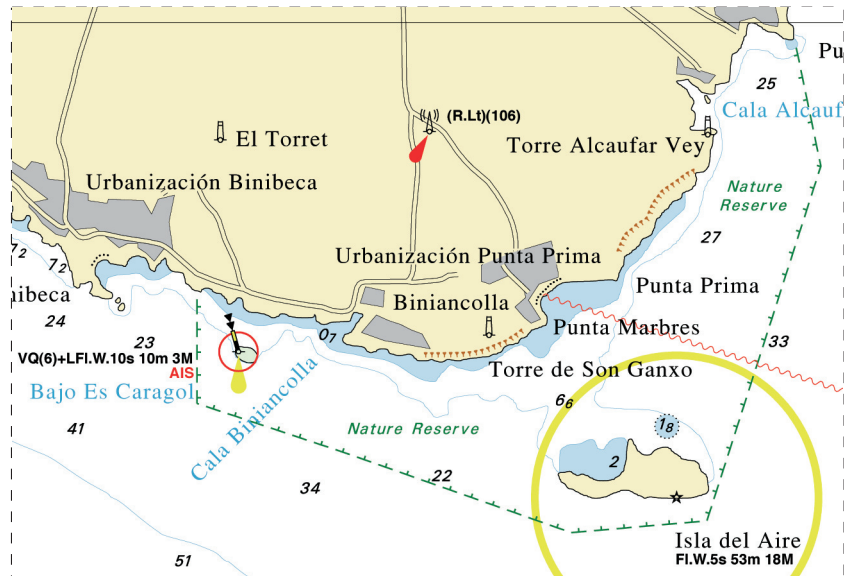 Pu
25
Cala Alcauf
(R.Lt)(106)
El Torret
Torre Alcaufar Vey
Urbanización Binibeca
Nature
Reserve
27
7₂
7₂
Urbanización Punta Prima
nibeca
Biniancolla
Punta Prima
24
23
0₇
Punta Marbres
33
VQ(6)+LFl.W.10s 10m 3M
AIS
Torre de Son Ganxo
Bajo Es Caragol
Cala Biniancolla
6₆
41
Nature Reserve
1₈
2
22
34
Isla del Aire
Fl.W.5s 53m 18M
51